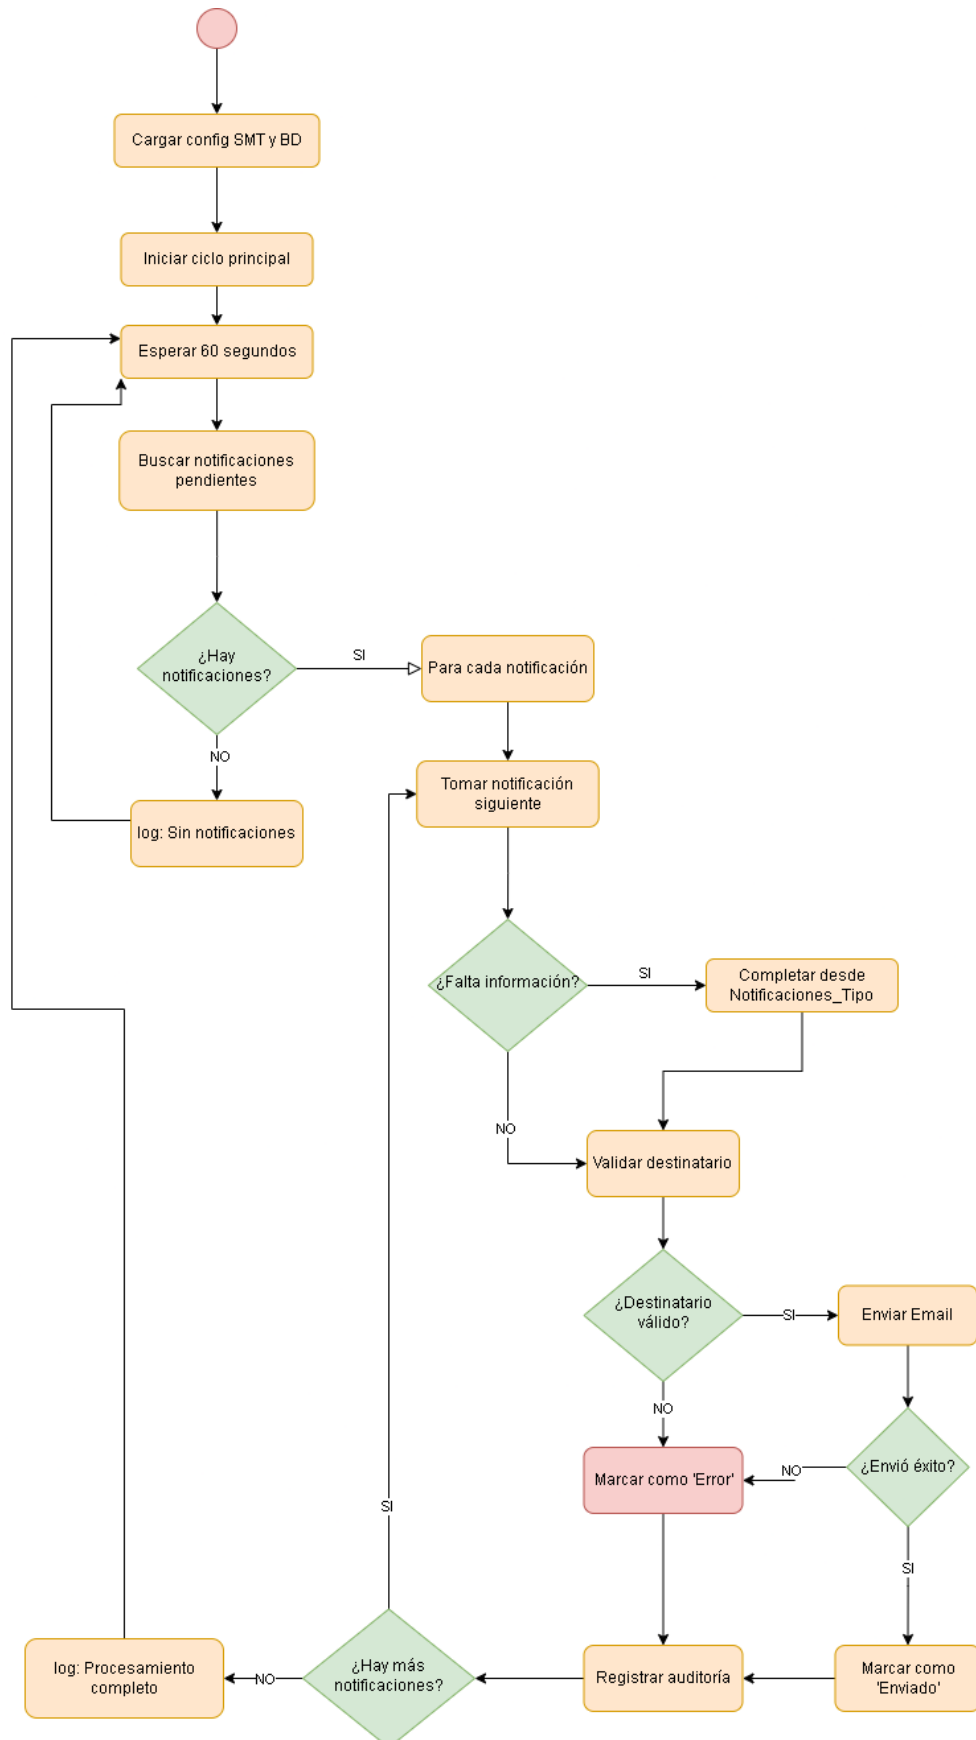 Cargar config SMT y BD
Iniciar ciclo principal
Esperar 60 segundos
Buscar notificaciones
pendientes
¿Hay
notificaciones?
SI
Para cada notificación
NO
Tomar notificación
siguiente
log: Sin notificaciones
¿Falta información?
SI
Completar desde
Notificaciones_Tipo
NO
Validar destinatario
¿Destinatario
válido?
SI
Enviar Email
NO
Marcar como 'Error'
NO
¿Envió éxito?
SI
SI
log: Procesamiento
completo
NO
¿Hay más
notificaciones?
Registrar auditoría
Marcar como
'Enviado'